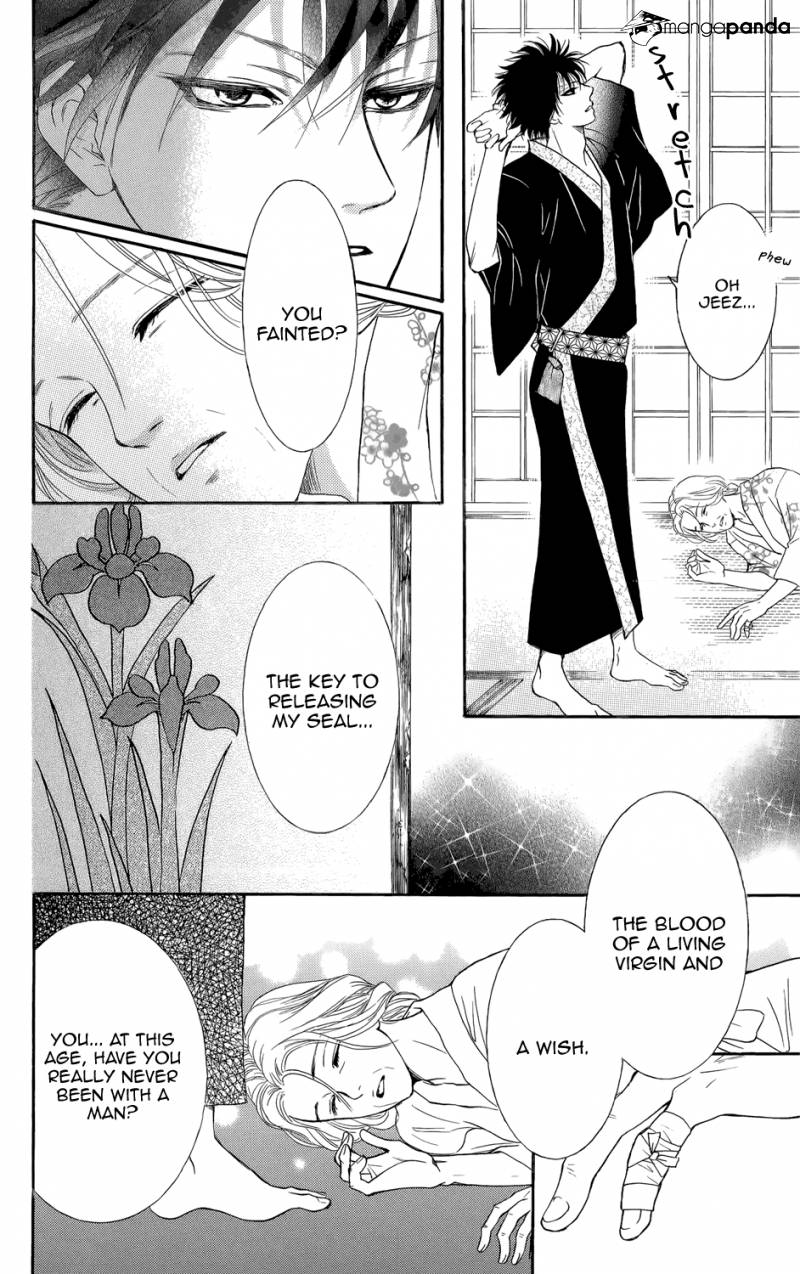 mangapanda
stretch
Phew
OH
JEEZ...
YOU
FAINTED?
THE KEY TO
RELEASING
MY SEAL...
THE BLOOD
OF A LIVING
VIRGIN AND
A WISH.
YOU... AT THIS
AGE, HAVE YOU
REALLY NEVER
BEEN WITH A
MAN?